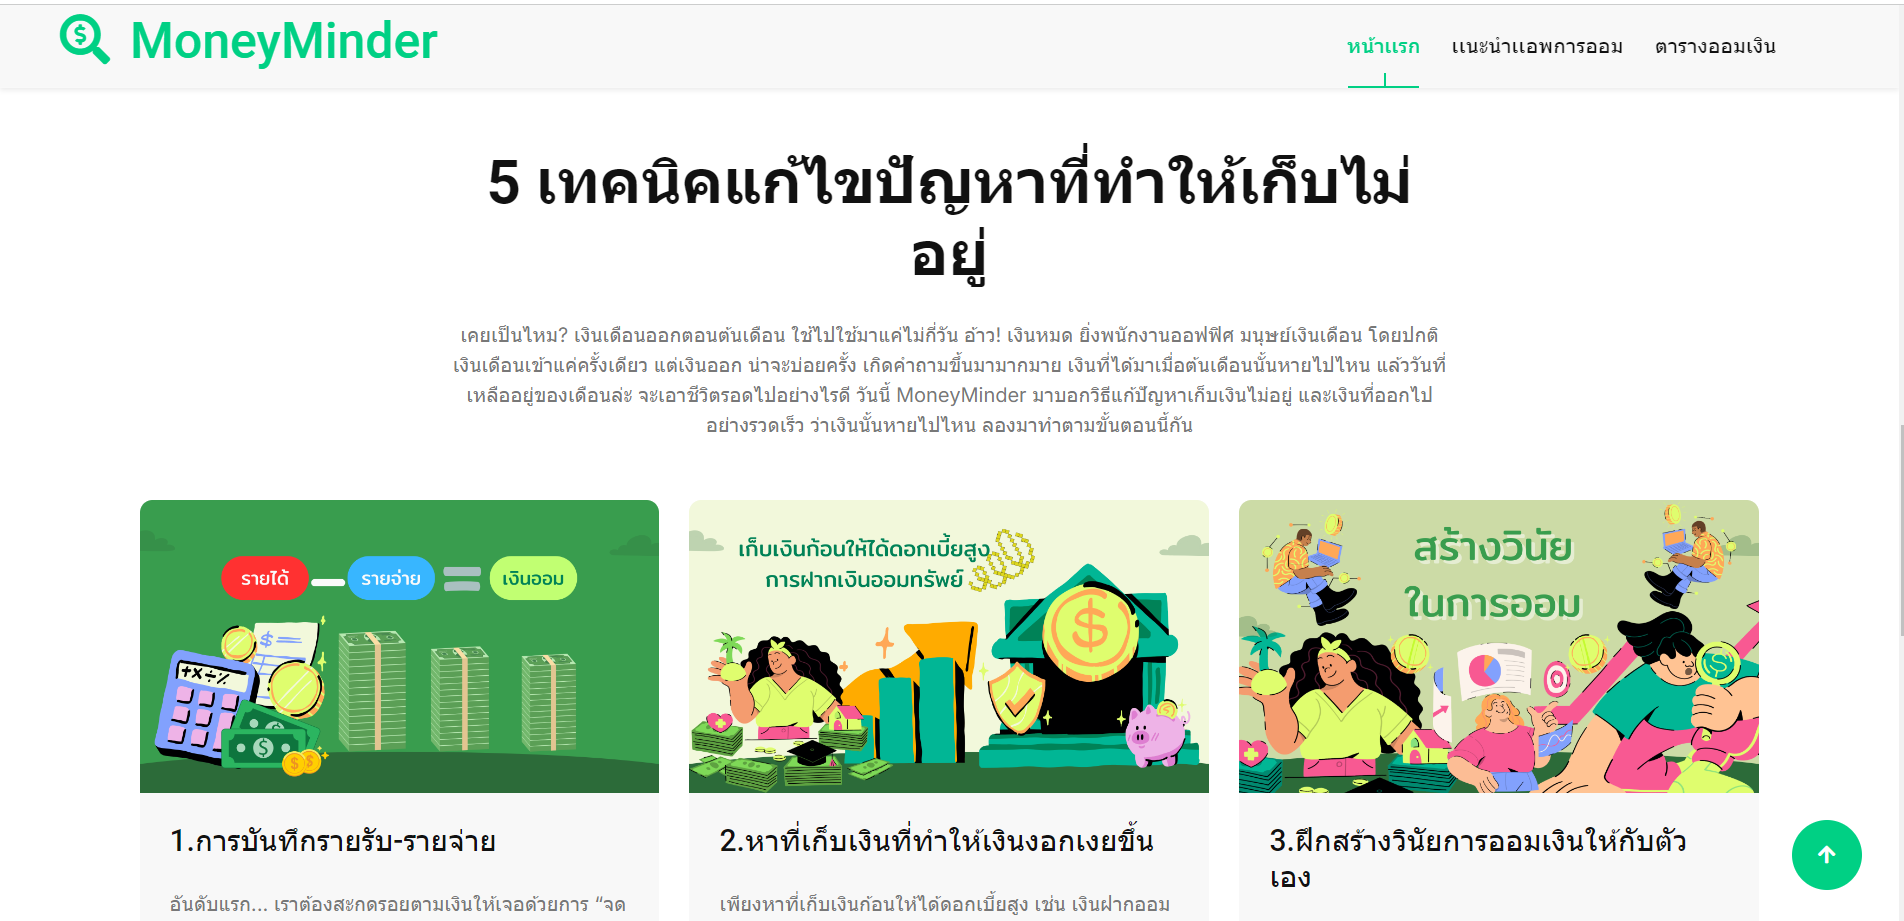 MoneyMinder
หน้าแรก แนะนำแอพการออม ตารางออมเงิน
5 เทคนิคแก้ไขปัญหาที่ทำให้เก็บไม่
อยู่
เคยเป็นไหม? เงินเดือนออกตอนต้นเดือน ใช้ไปใช้มาแค่ไม่กี่วัน อ้าว! เงินหมด ยิ่งพนักงานออฟฟิศ มนุษย์เงินเดือน โดยปกติ
เงินเดือนเข้าแค่ครั้งเดียว แต่เงินออก น่าจะบ่อยครั้ง เกิดคำถามขึ้นมามากมาย เงินที่ได้มาเมื่อต้นเดือนนั้นหายไปไหน แล้ววันที่
เหลืออยู่ของเดือนล่ะ จะเอาชีวิตรอดไปอย่างไรดี วันนี้ MoneyMinder มาบอกวิธีแก้ปัญหาเก็บเงินไม่อยู่ และเงินที่ออกไป
อย่างรวดเร็ว ว่าเงินนั้นหายไปไหน ลองมาทำตามขั้นตอนนี้กัน
รายได้ รายจ่าย เงินออม
เก็บเงินก้อนให้ได้ดอกเบี้ยสูง
การฝากเงินออมทรัพย์
สร้างวินัย
ในการออม
1.การบันทึกรายรับ-รายจ่าย
2.หาที่เก็บเงินที่ทำให้เงินงอกเงยขึ้น
3.ฝึกสร้างวินัยการออมเงินให้กับตัว
เอง
อันดับแรก... เราต้องสะกดรอยตามเงินให้เจอด้วยการ “จด
เพียงหาที่เก็บเงินก้อนให้ได้ดอกเบี้ยสูง เช่น เงินฝากออม